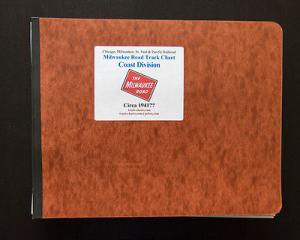 Chicago, Milwaukee, St. Paul & Pacific Railroad
Milwaukee Road Track Chart
Coast Division
THE
MILWAUKEE
ROAD
Circa 1941??